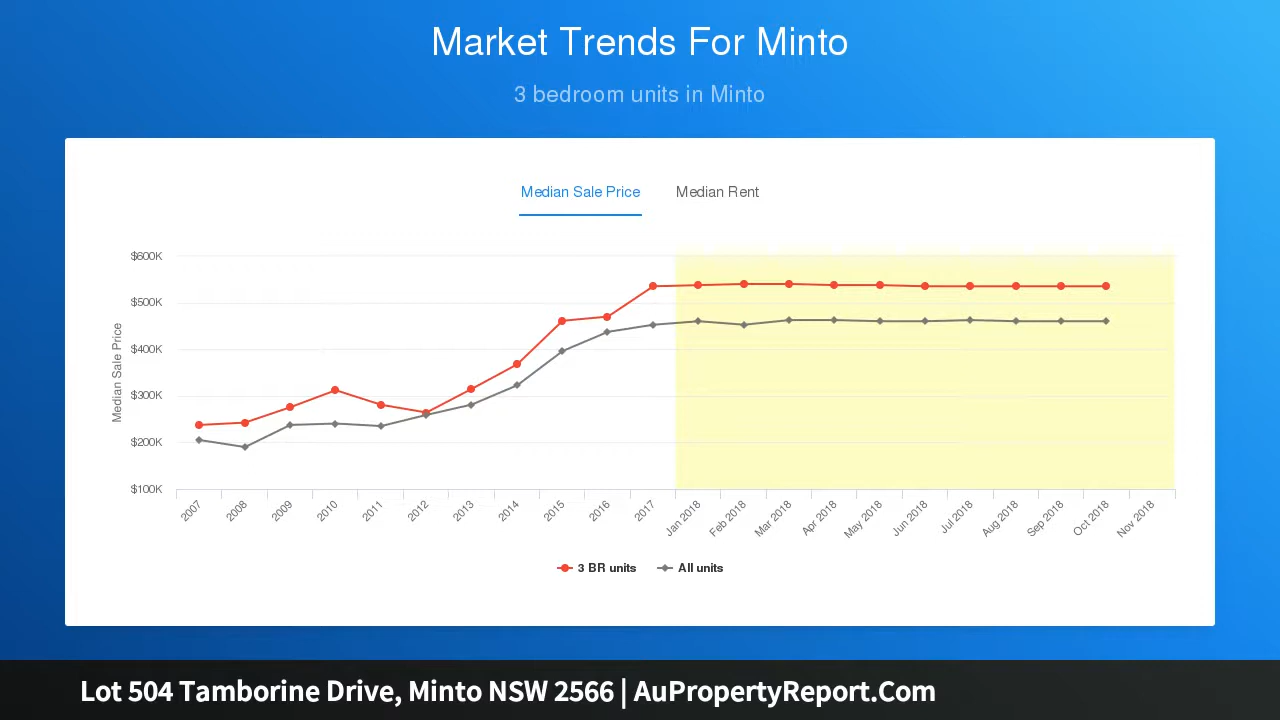 Market Trends For Minto
3 bedroom units in Minto
Median Sale Price
Median Rent
$600K
$500K
$400K
$300K
$200K
$100K
Median Sale Price
2007
2008
2009
2010
2011
2012
2013
2014
2015
2016
2017
Jan 2018
Feb 2018
Mar 2018
Apr 2018
May 2018
Jun 2018
Jul 2018
Aug 2018
Sep 2018
Oct 2018
Nov 2018
3 BR units
All units
Lot 504 Tamborine Drive, Minto NSW 2566 | AuPropertyReport.Com